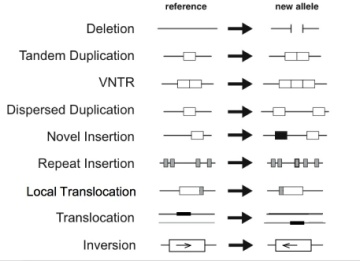 reference new allele
Deletion
Tandem Duplication
VNTR
Dispersed Duplication
Novel Insertion
Repeat Insertion
Local Translocation
Translocation
Inversion